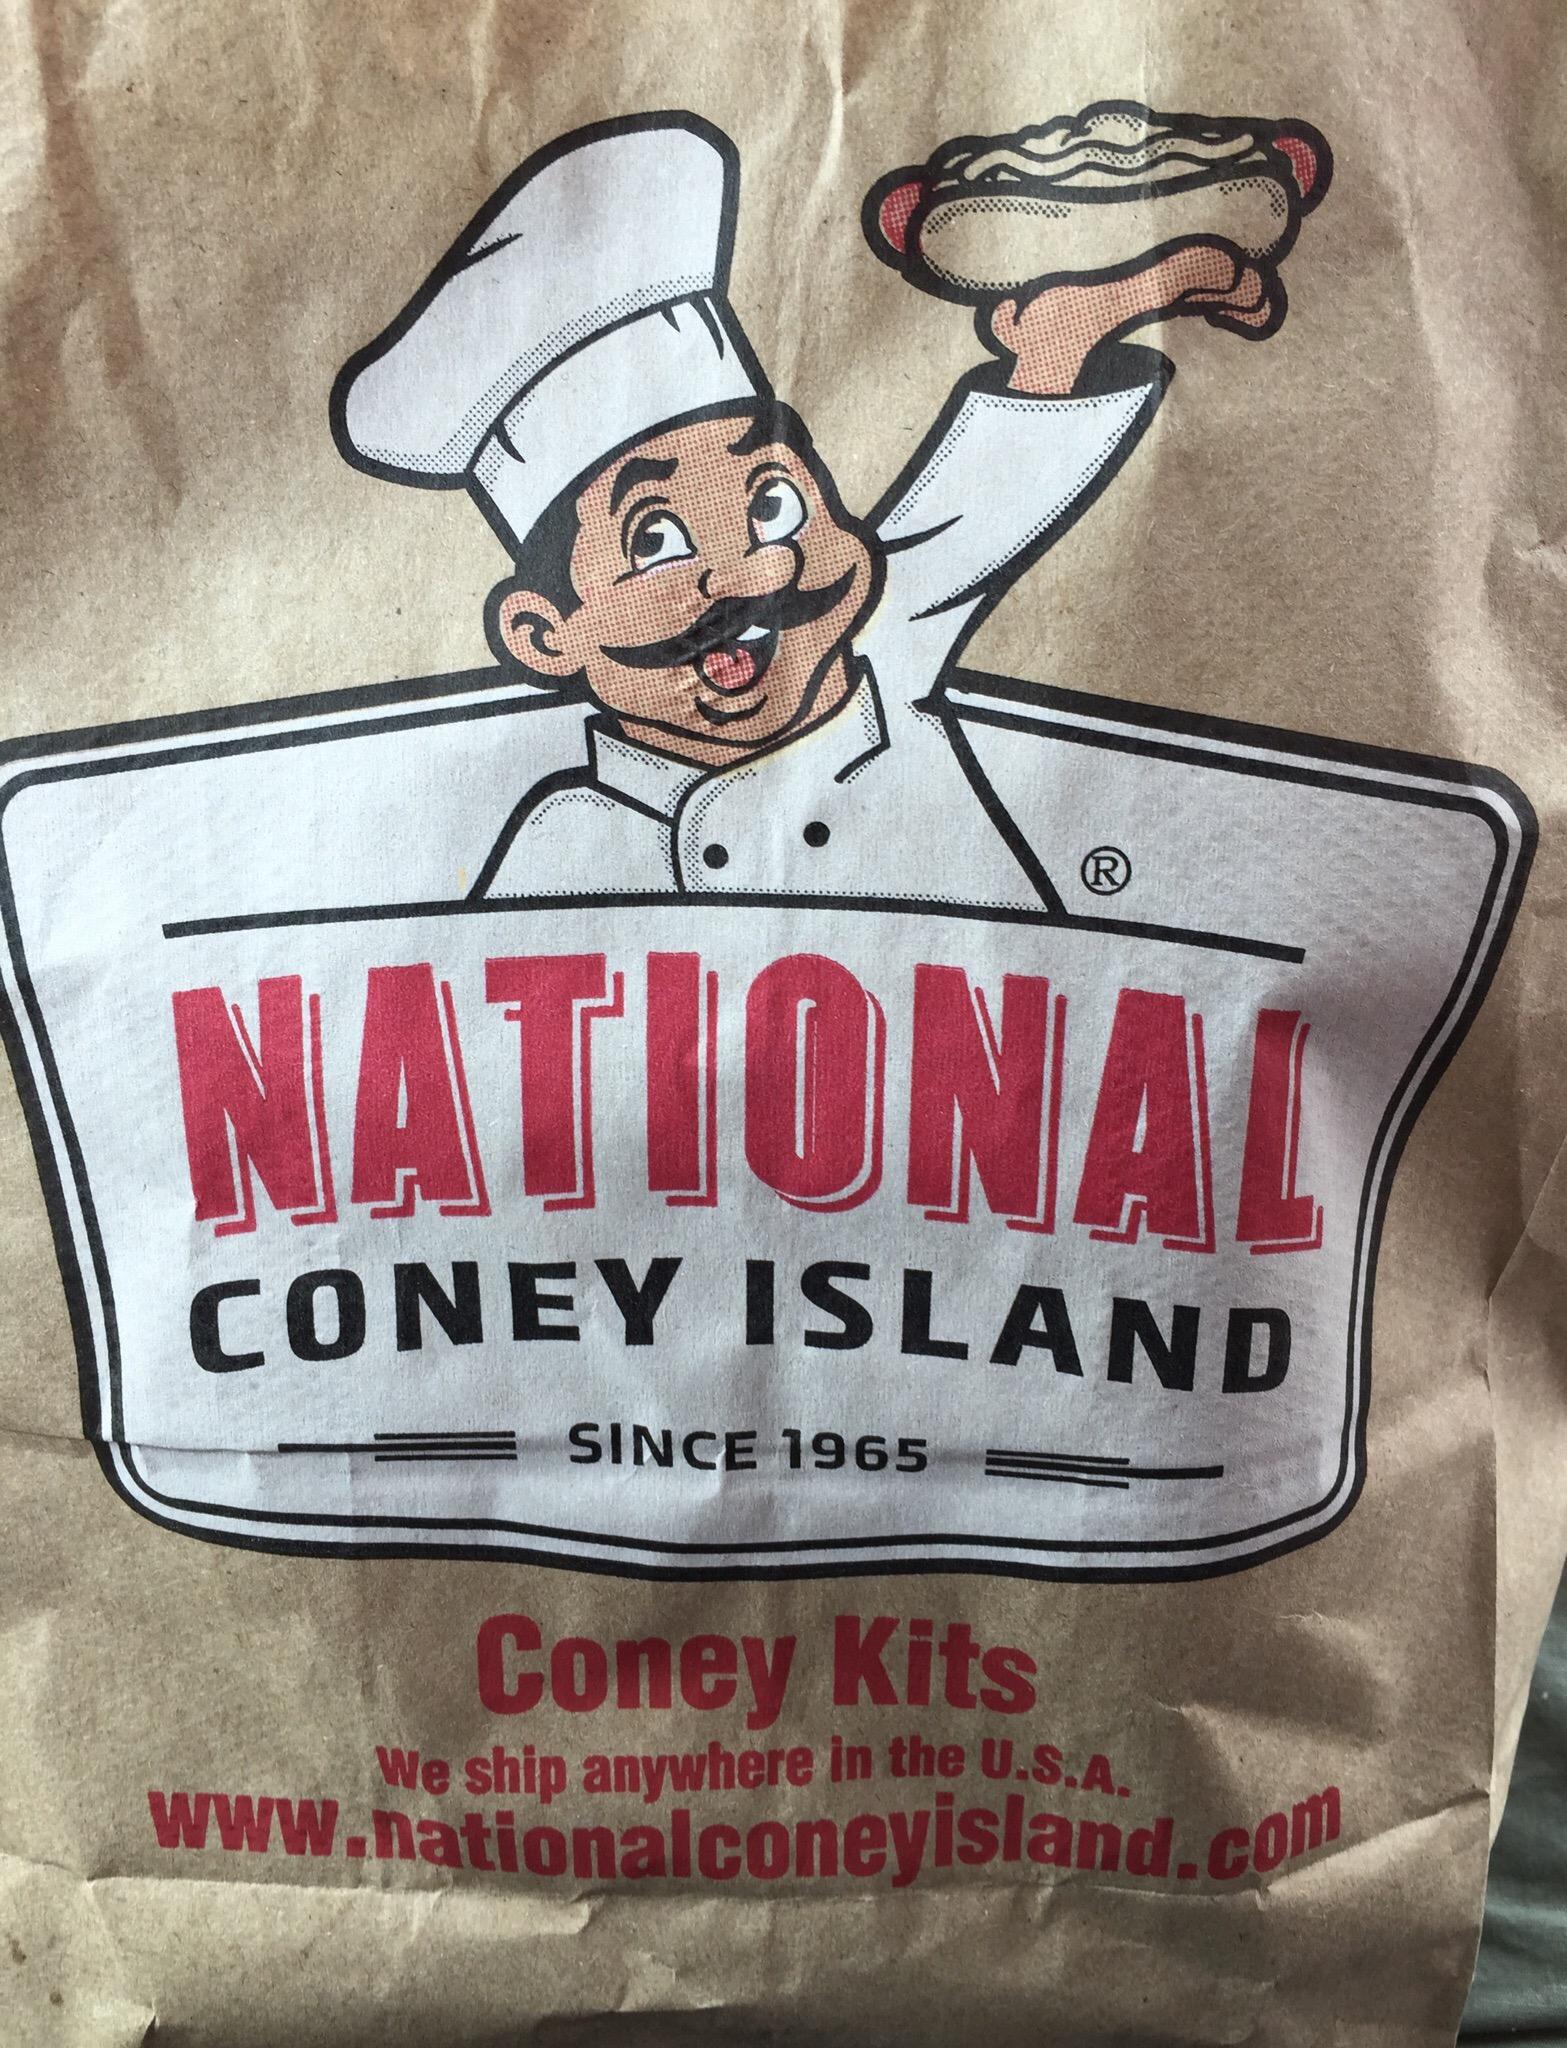 ®
NATIONAL
CONEY ISLAND
SINCE 1965
Coney Kits
We ship anywhere in the U.S.A.
www.nationalconeyisland.com